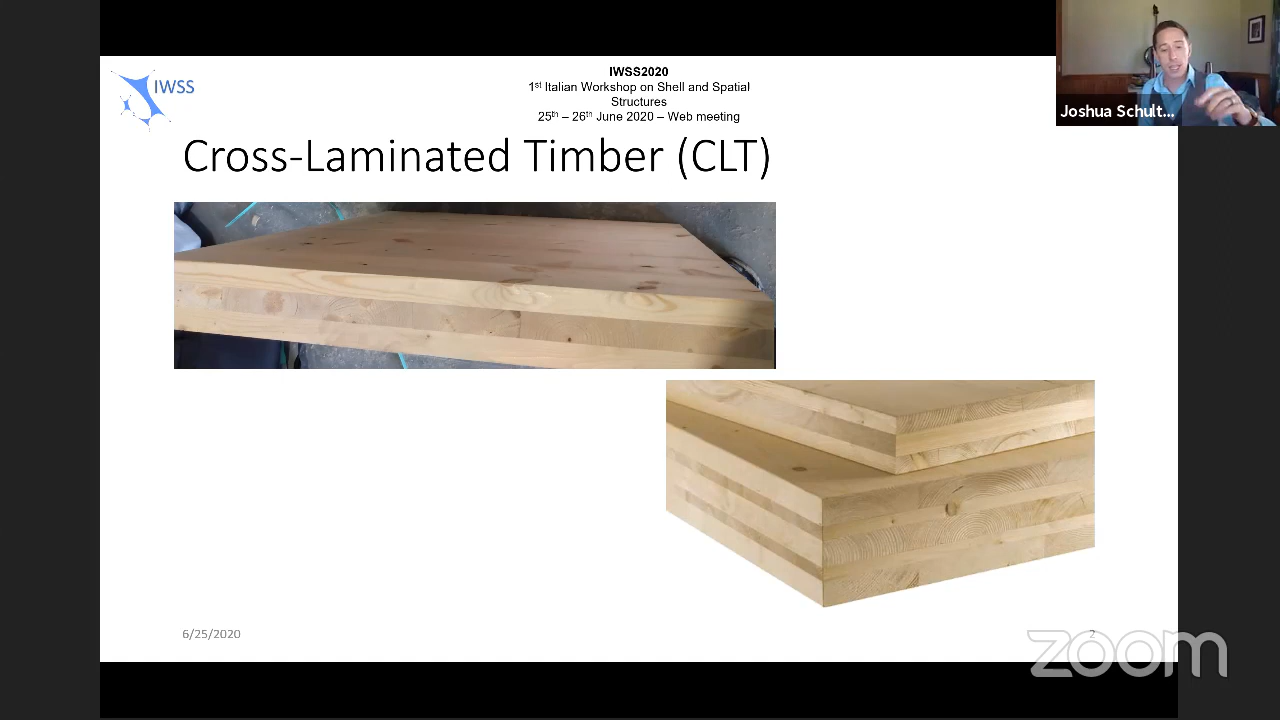 IWSS
IWSS2020
1st Italian Workshop on Shell and Spatial
Structures
25th – 26th June 2020 – Web meeting
Joshua Schult...
Cross-Laminated Timber (CLT)
6/25/2020
2
zoom